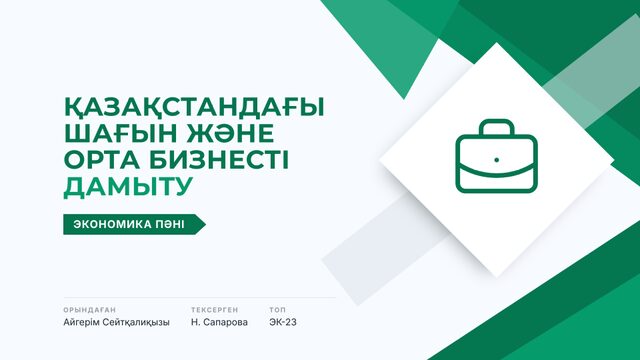 ҚАЗАҚСТАНДАҒЫ
ШАҒЫН ЖӘНЕ
ОРТА БИЗНЕСТІ
ДАМЫТУ
ЭКОНОМИКА ПӘНІ
ОРЫНДАҒАН
Айгерім Сейтқалиқызы
ТЕКСЕРГЕН
Н. Сапарова
ТОП
ЭК-23